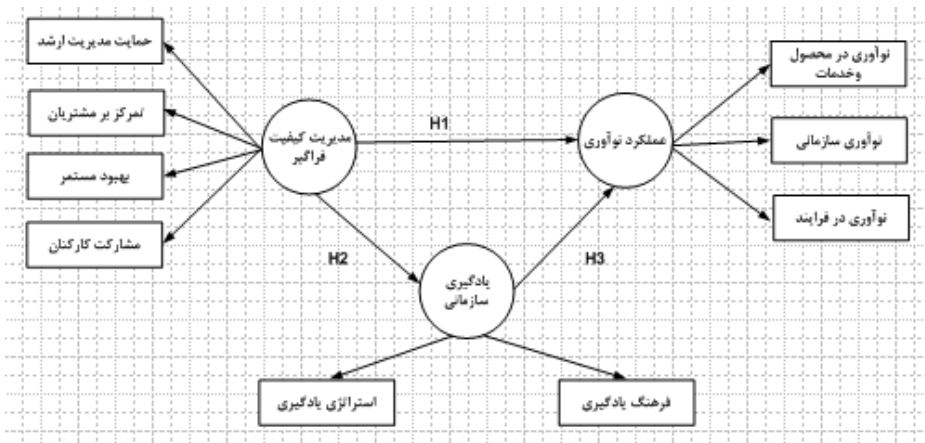 حمایت مدیریت ارشد
تمرکز بر مشتریان
بهبود مستمر
مشارکت کارکنان
مدیریت کیفیت
فراگیر
H1
H2
یادگیری
سازمانی
H3
عملکرد نوآوری
نوآوری در محصول
وخدمات
نوآوری سازمانی
نوآوری در فرایند
استراتژی یادگیری
فرهنگ یادگیری